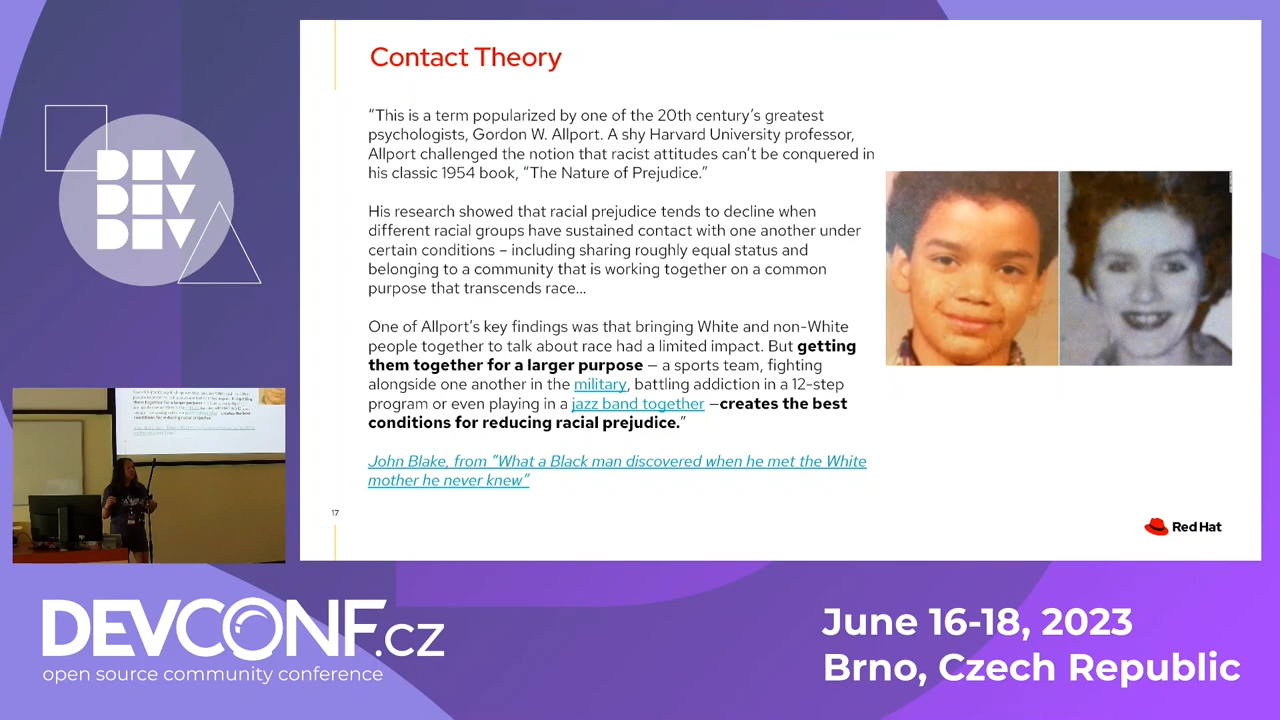 Contact Theory
“This is a term popularized by one of the 20th century’s greatest
psychologists, Gordon W. Allport. A shy Harvard University professor,
Allport challenged the notion that racist attitudes can’t be conquered in
his classic 1954 book, “The Nature of Prejudice.”
His research showed that racial prejudice tends to decline when
different racial groups have sustained contact with one another under
certain conditions – including sharing roughly equal status and
belonging to a community that is working together on a common
purpose that transcends race...
One of Allport’s key findings was that bringing White and non-White
people together to talk about race had a limited impact. But getting
them together for a larger purpose — a sports team, fighting
alongside one another in the military, battling addiction in a 12-step
program or even playing in a jazz band together —creates the best
conditions for reducing racial prejudice.”
John Blake, from “What a Black man discovered when he met the White
mother he never knew”
17
Red Hat
DEV
DEV
DEV
DEVCONF.cz
open source community conference
June 16-18, 2023
Brno, Czech Republic